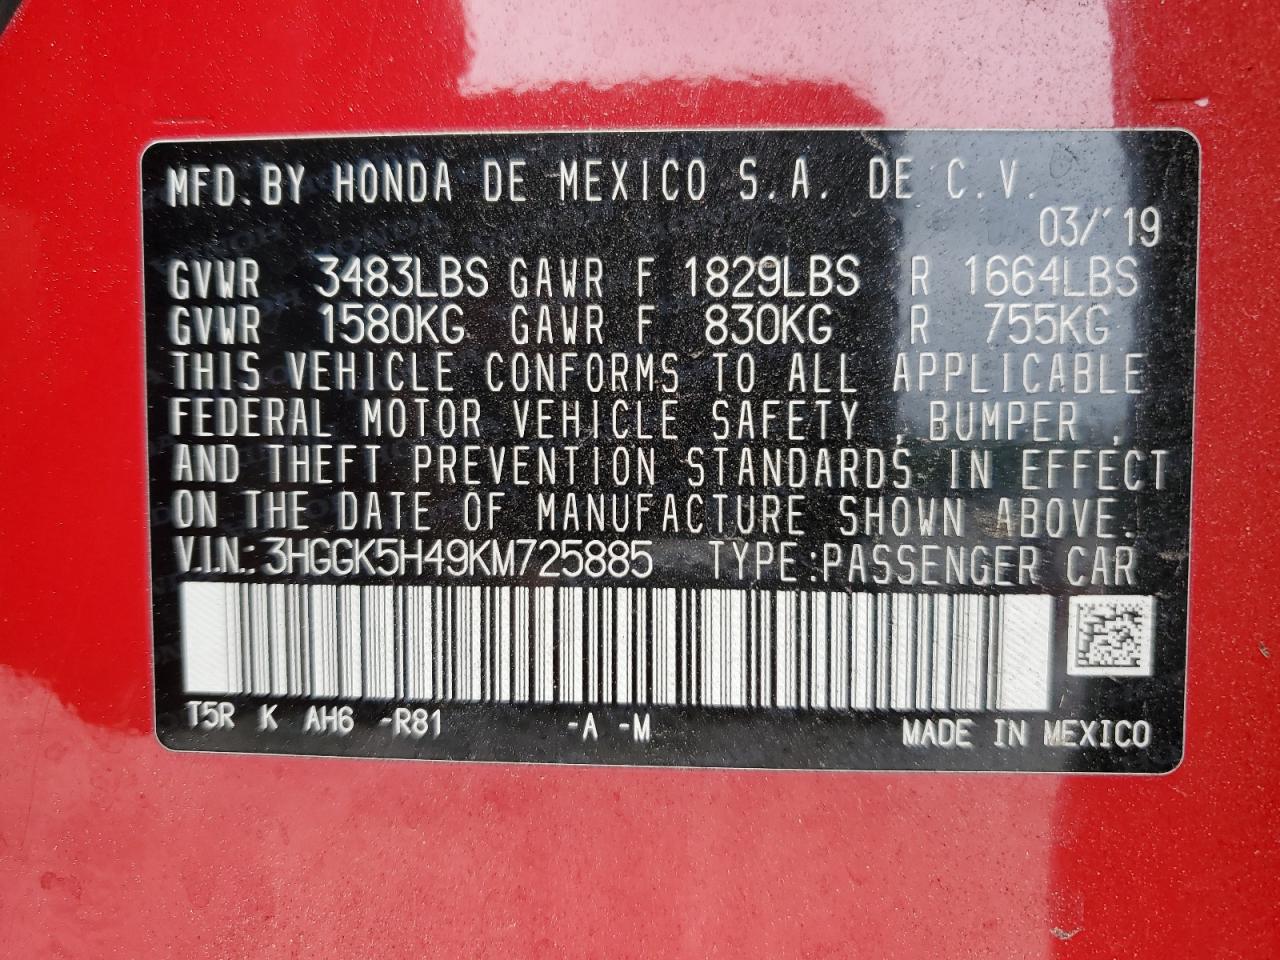 MFD. BY HONDA DE MEXICO S.A. DE C.V.
03/'19
GVWR 3483LBS GAWR F 1829LBS R 1664LBS
GVWR 1580KG GAWR F 830KG R 755KG
THIS VEHICLE CONFORMS TO ALL APPLICABLE
FEDERAL MOTOR VEHICLE SAFETY , BUMPER ,
AND THEFT PREVENTION STANDARDS IN EFFECT
ON THE DATE OF MANUFACTURE SHOWN ABOVE.
V.I.N.: 3HGGK5H49KM725885 TYPE:PASSENGER CAR
T5R K AH6 -R81 -A -M MADE IN MEXICO